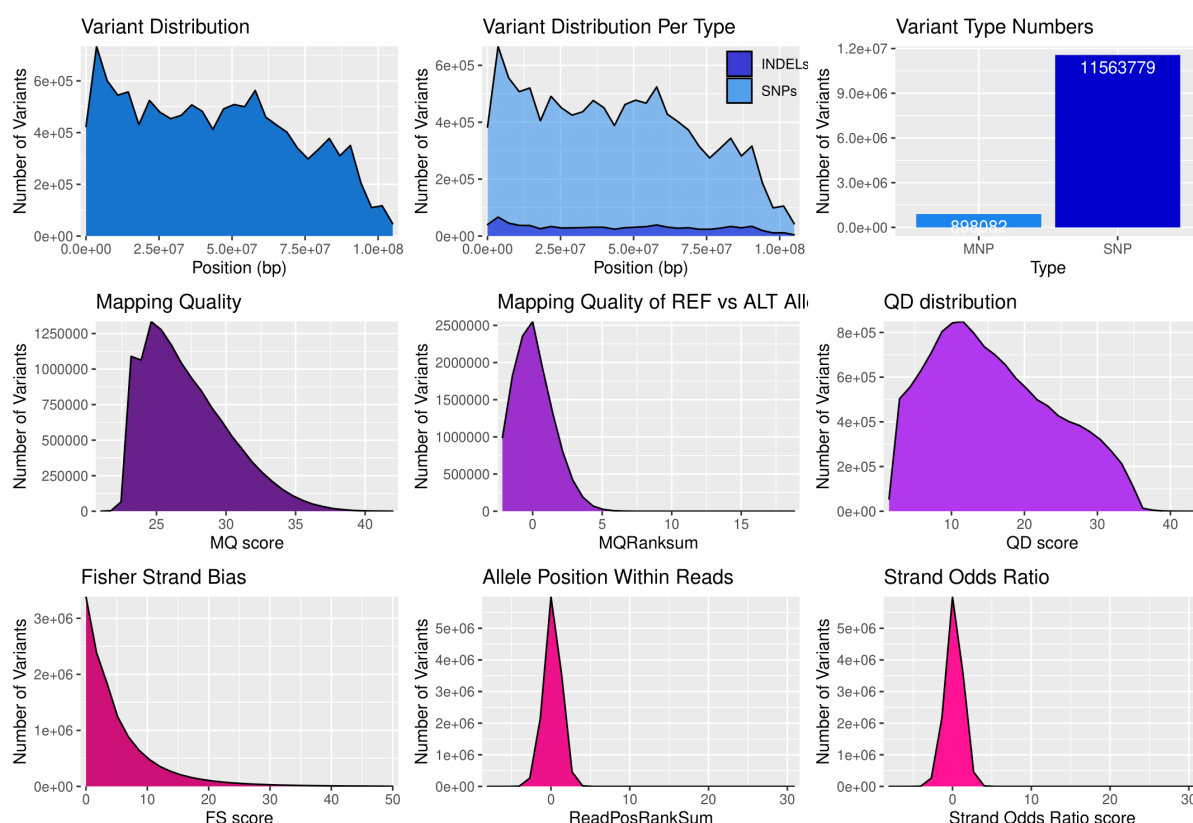 Variant Distribution
Number of Variants
6e+05
4e+05
2e+05
0e+00
0.0e+00 2.5e+07 5.0e+07 7.5e+07 1.0e+08
Position (bp)
Variant Distribution Per Type
Number of Variants
6e+05
4e+05
2e+05
0e+00
0.0e+00 2.5e+07 5.0e+07 7.5e+07 1.0e+08
Position (bp)
INDELs
SNPs
Variant Type Numbers
Number of Variants
1.2e+07
9.0e+06
6.0e+06
3.0e+06
0.0e+00
898082
11563779
MNP SNP
Type
Mapping Quality
Number of Variants
1250000
1000000
750000
500000
250000
0
25 30 35 40
MQ score
Mapping Quality of REF vs ALT All
Number of Variants
2500000
2000000
1500000
1000000
500000
0
0 5 10 15
MQRanksum
QD distribution
Number of Variants
8e+05
6e+05
4e+05
2e+05
0e+00
10 20 30 40
QD score
Fisher Strand Bias
Number of Variants
3e+06
2e+06
1e+06
0e+00
0 10 20 30 40 50
FS score
Allele Position Within Reads
Number of Variants
5e+06
4e+06
3e+06
2e+06
1e+06
0e+00
0 10 20 30
ReadPosRankSum
Strand Odds Ratio
Number of Variants
5e+06
4e+06
3e+06
2e+06
1e+06
0e+00
0 10 20 30
Strand Odds Ratio score